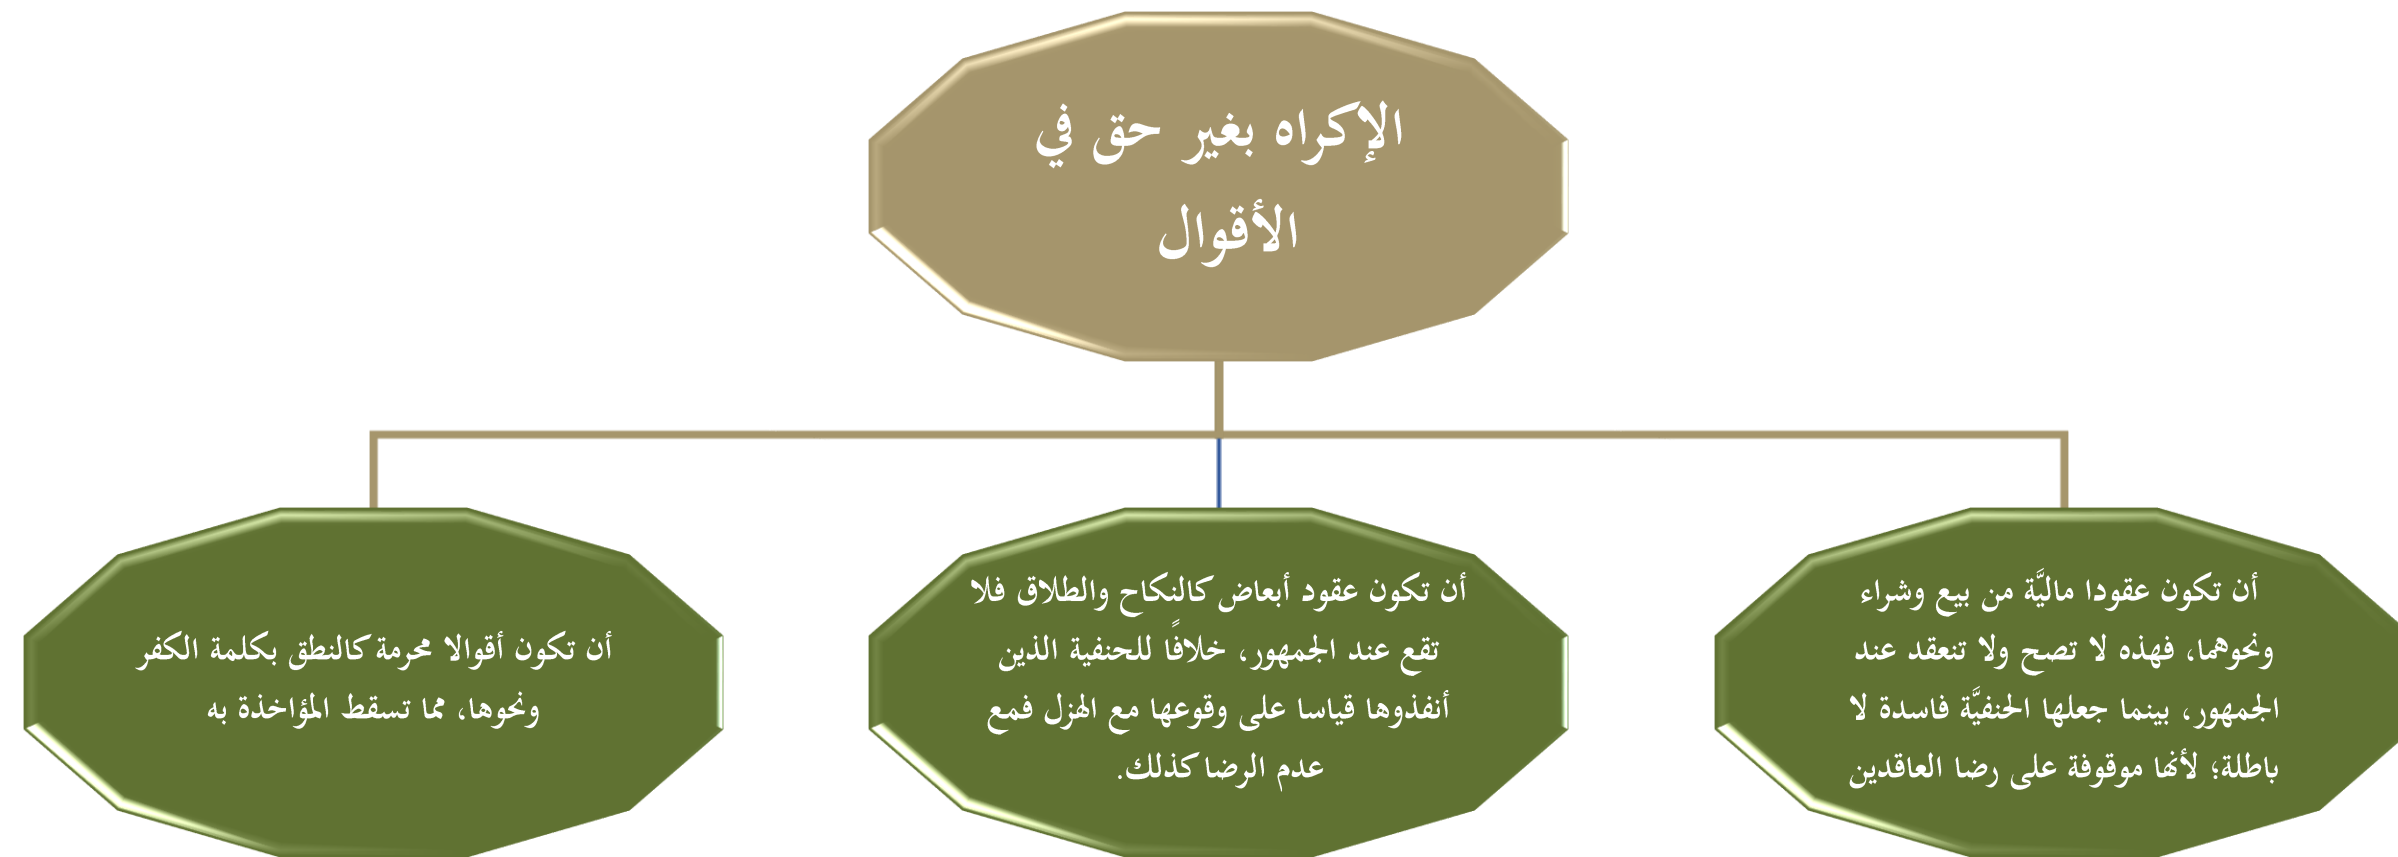 الإكراه بغير حق في
الأقوال
أن تكون عقودا ماليَّة من بيع وشراء
ونحوهما، فهذه لا تصح ولا تنعقد عند
الجمهور، بينما جعلها الحنفيَّة فاسدة لا
باطلة؛ لأنها موقوفة على رضا العاقدين
أن تكون عقود أبعاض كالنكاح والطلاق فلا
تقع عند الجمهور، خلافًا للحنفية الذين
أنفذوها قياسا على وقوعها مع الهزل فمع
عدم الرضا كذلك.
أن تكون أقوالا محرمة كالنطق بكلمة الكفر
ونحوها، مما تسقط المؤاخذة به